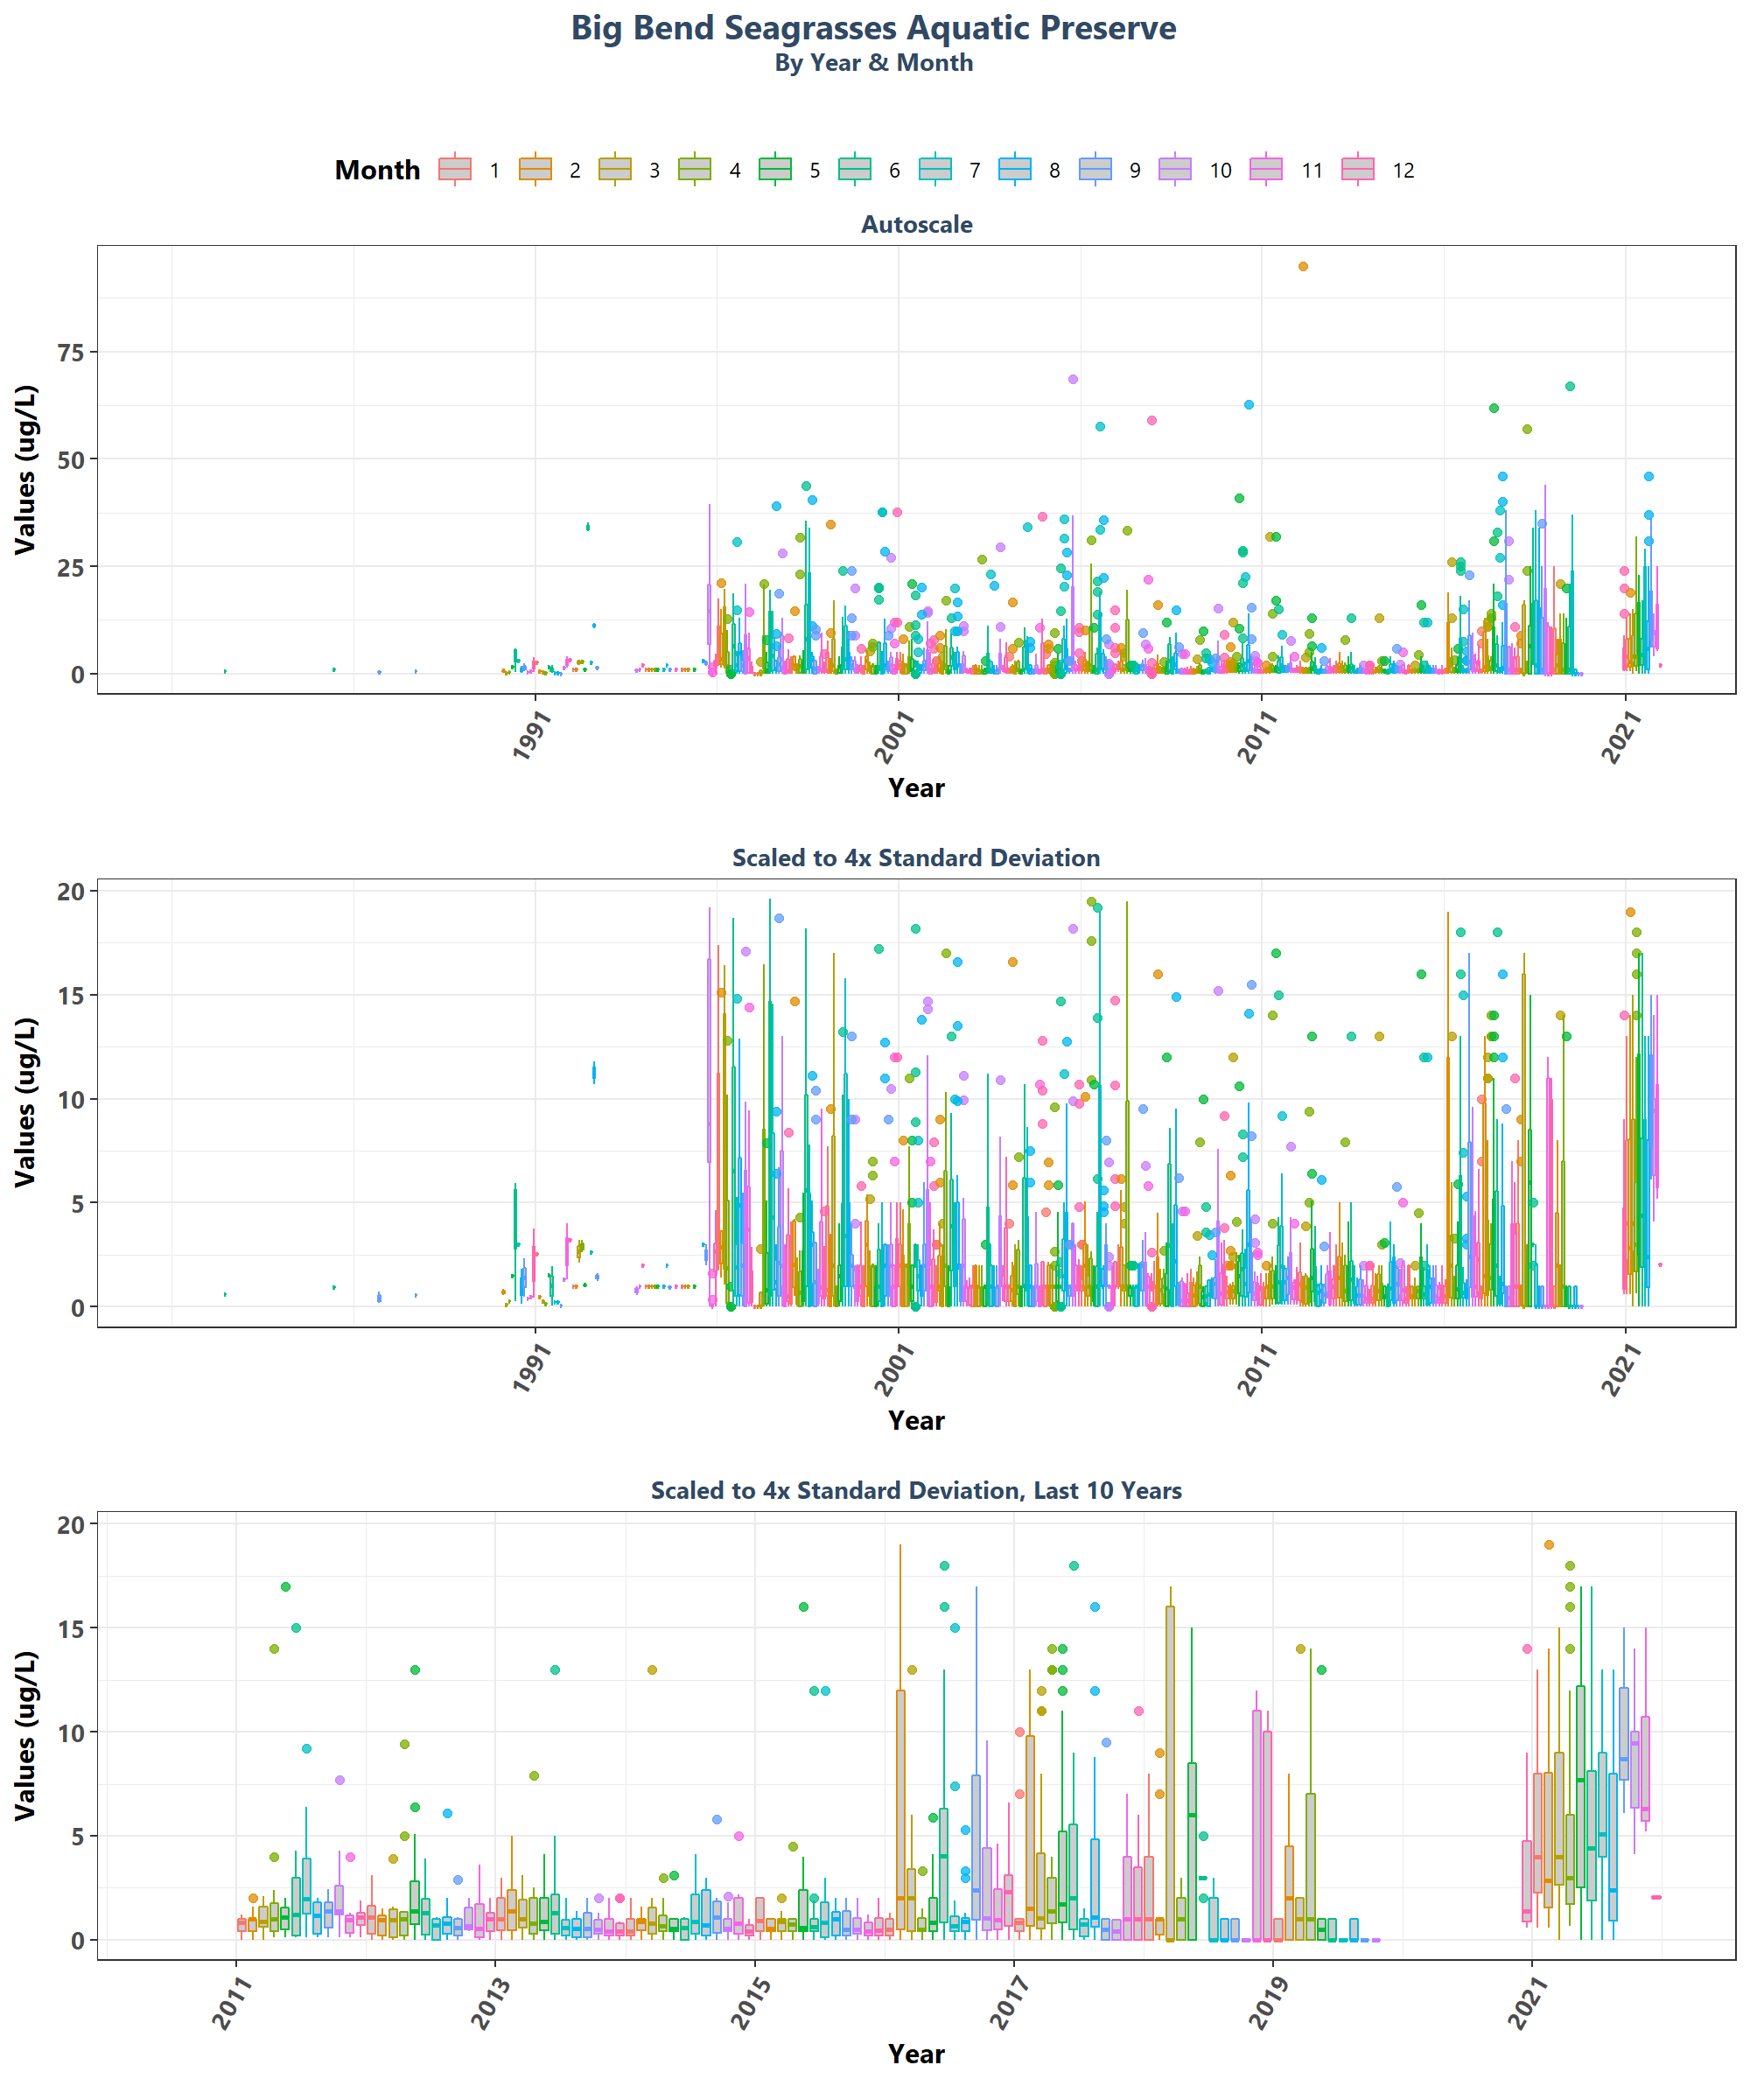 Big Bend Seagrasses Aquatic Preserve
By Year & Month
Month 1 2 3 4 5 6 7 8 9 10 11 12
Autoscale
Values (ug/L)
75
50
25
0
1991 2001 2011 2021
Year
Scaled to 4x Standard Deviation
Values (ug/L)
20
15
10
5
0
1991 2001 2011 2021
Year
Scaled to 4x Standard Deviation, Last 10 Years
Values (ug/L)
20
15
10
5
0
2011 2013 2015 2017 2019 2021
Year